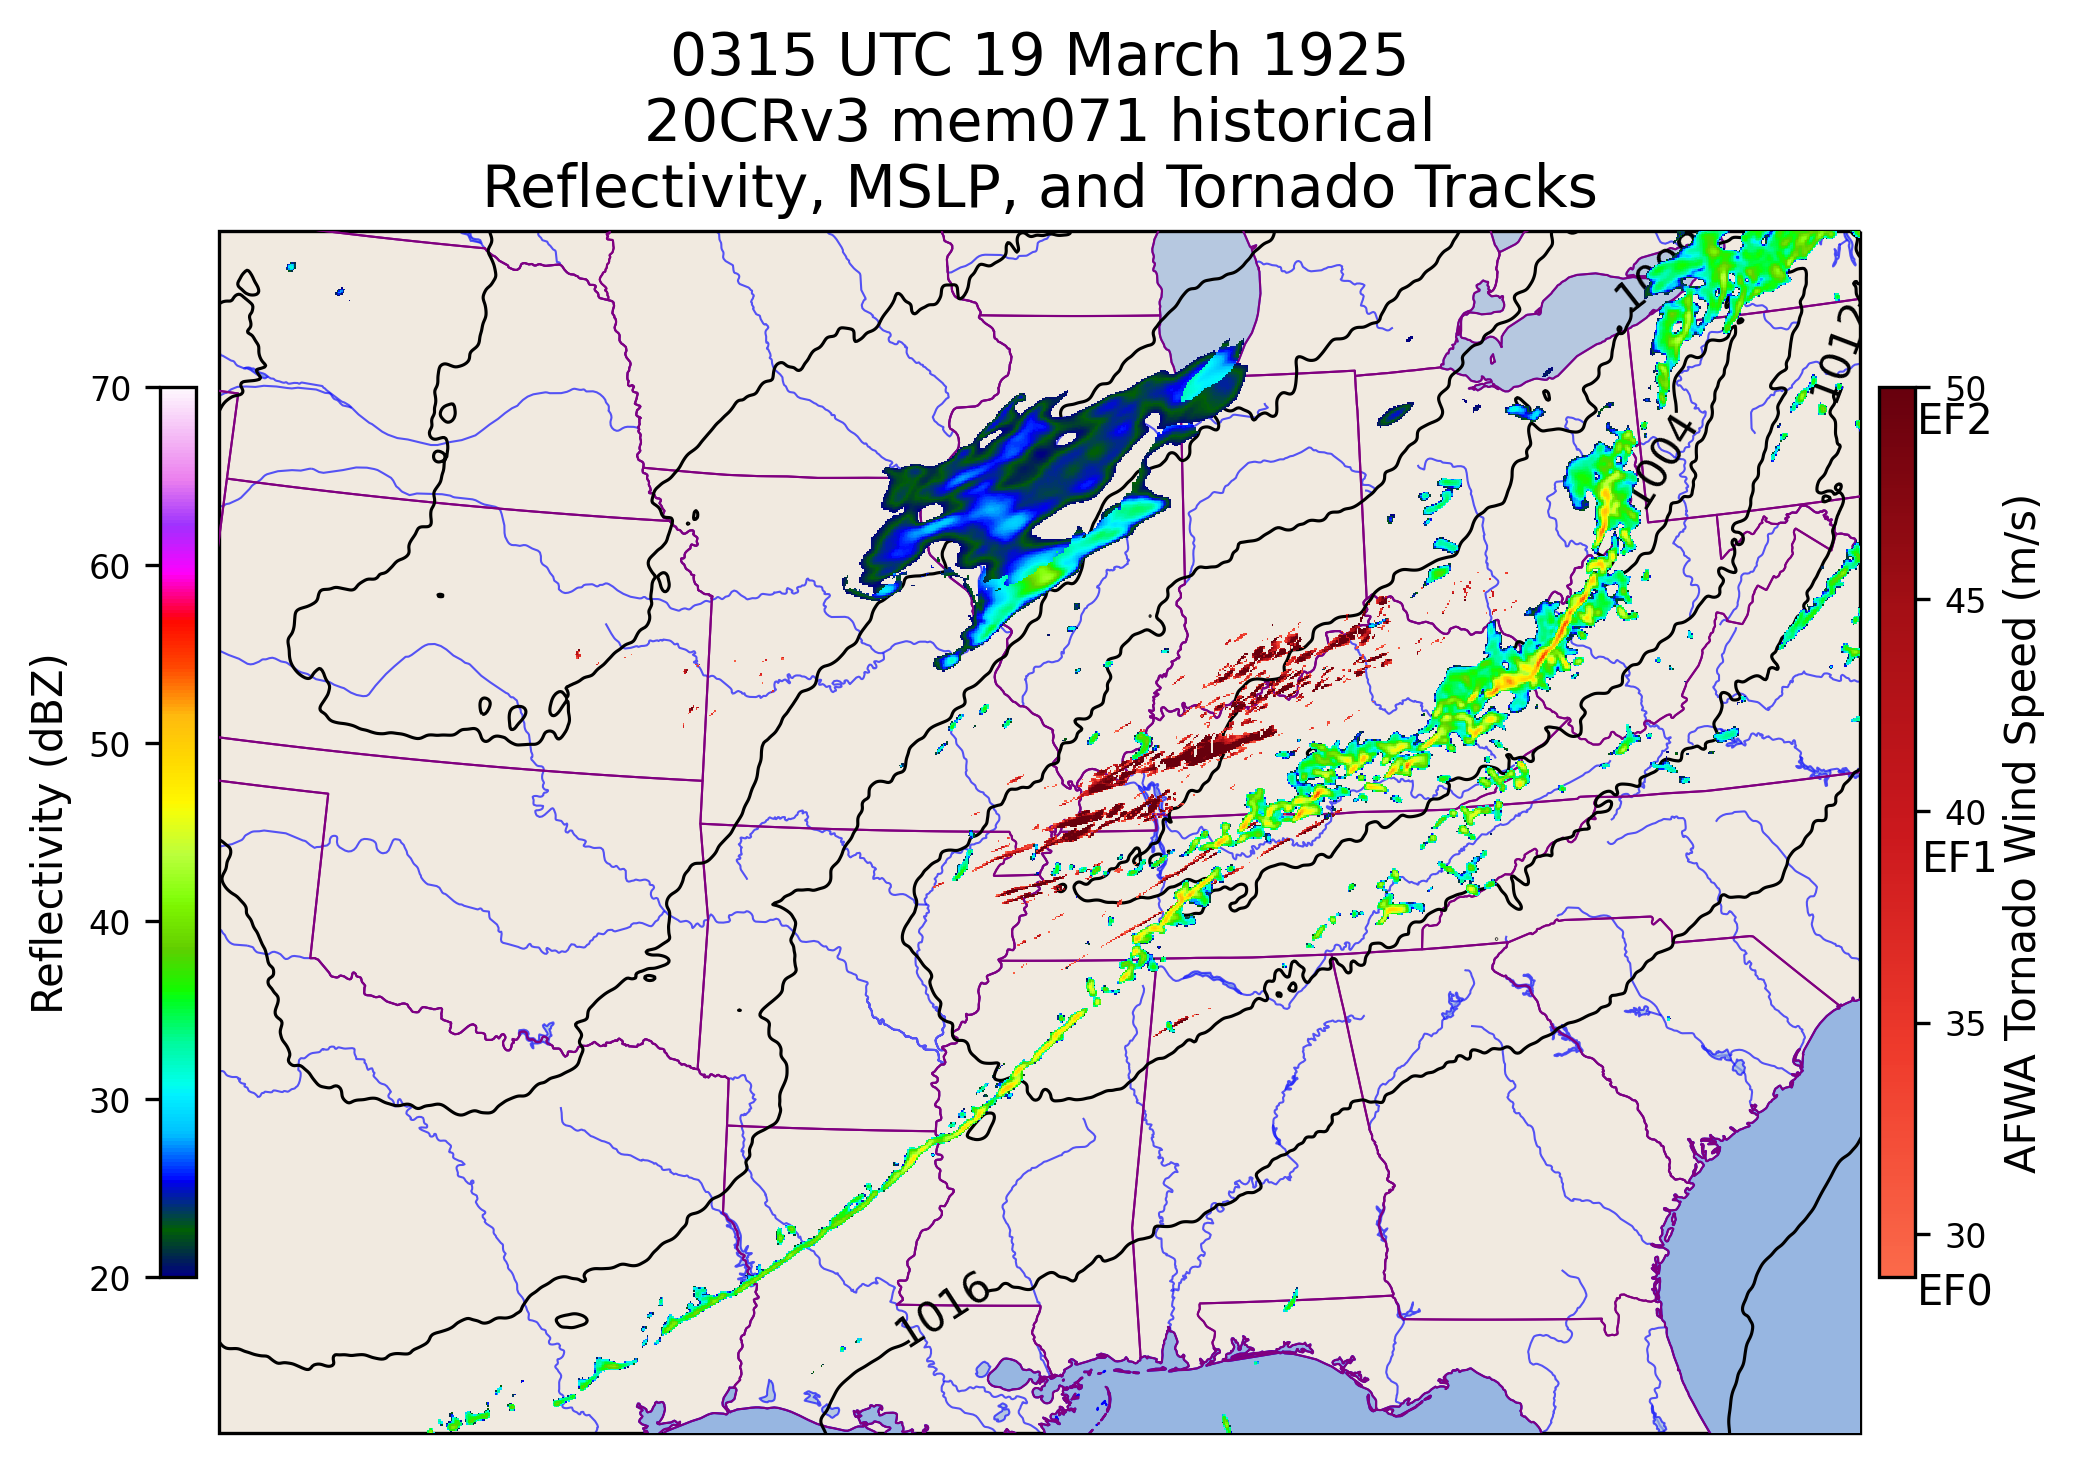 0315 UTC 19 March 1925
20CRv3 mem071 historical
Reflectivity, MSLP, and Tornado Tracks
Reflectivity (dBZ)
70
60
50
40
30
20
1012
1004
1016
50
EF2
45
40
EF1
35
30
EF0
AFWA Tornado Wind Speed (m/s)